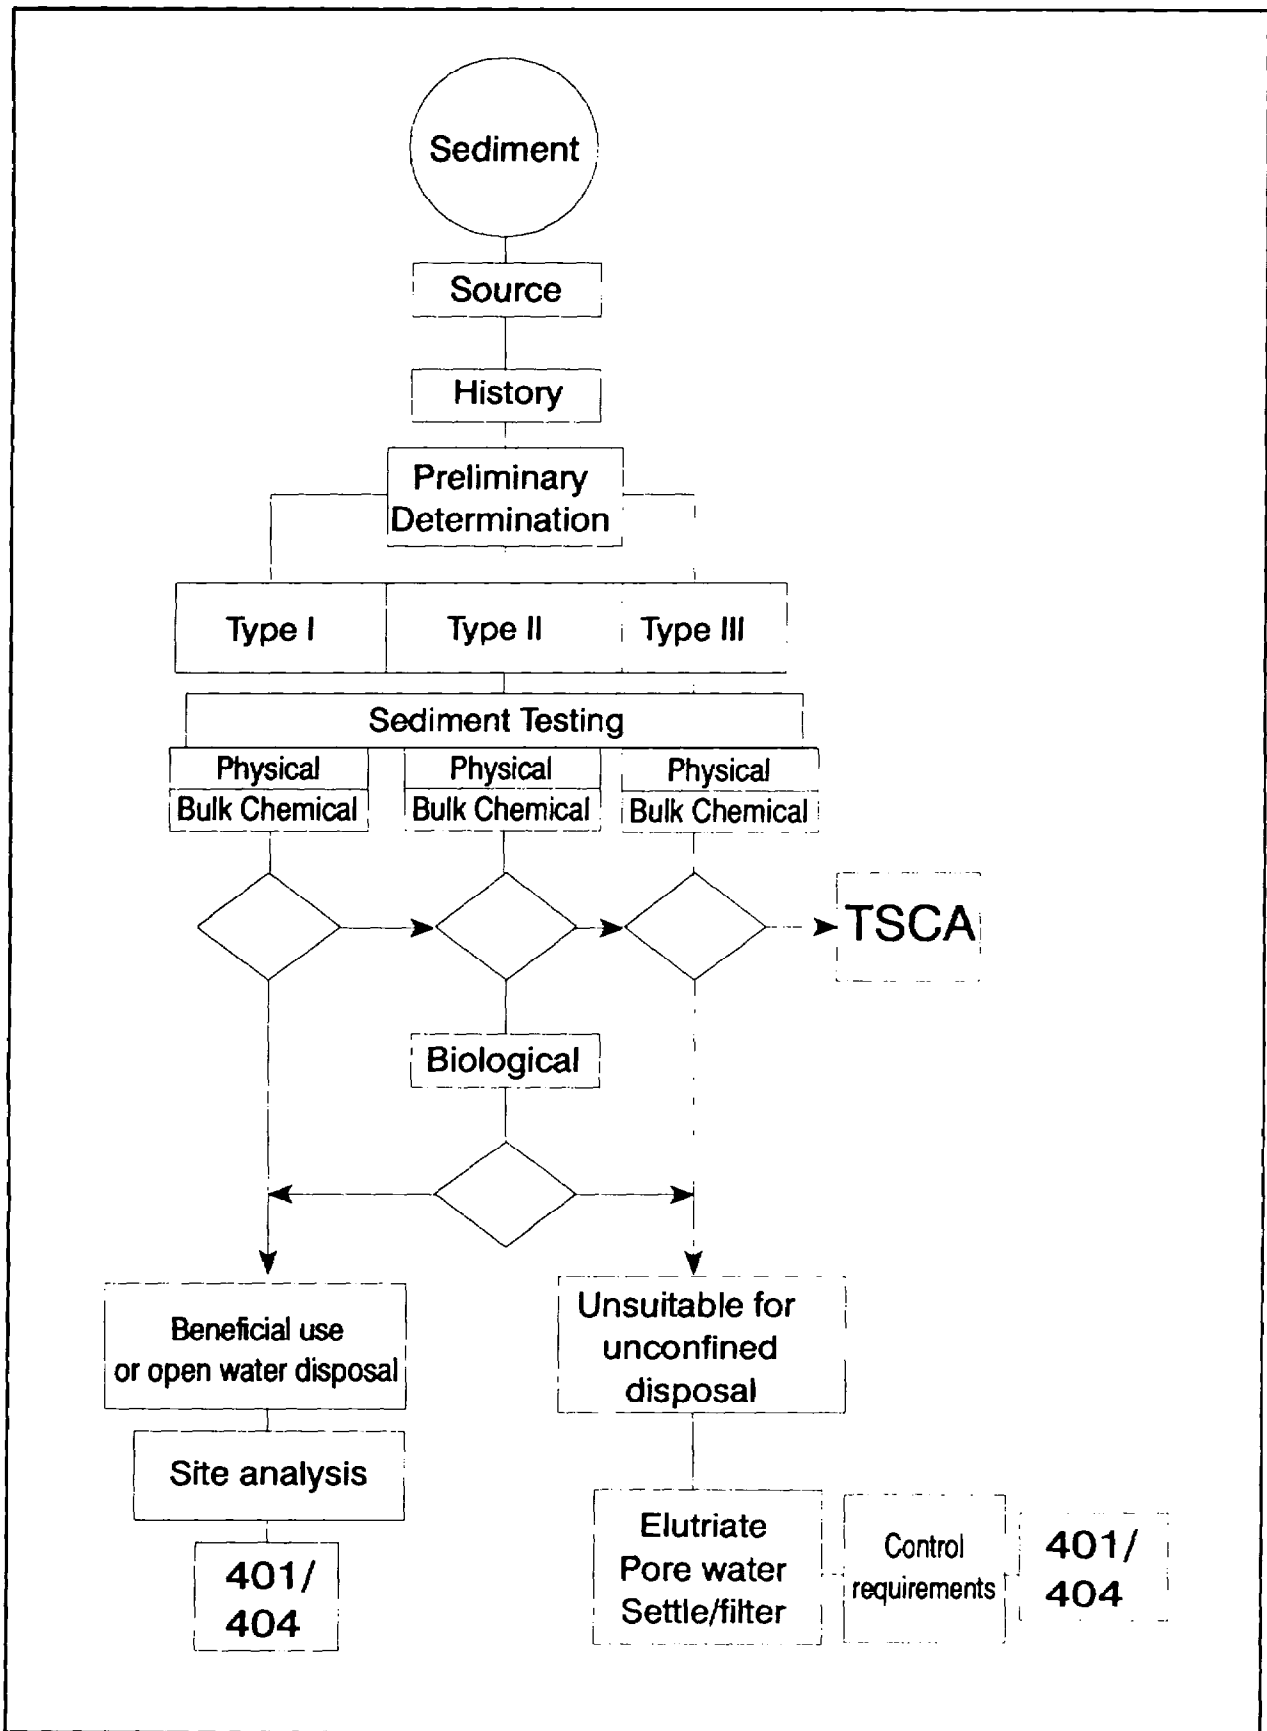 Sediment
Source
History
Preliminary
Determination
Type I
Type II
Type III
Sediment Testing
Physical
Physical
Physical
Bulk Chemical
Bulk Chemical
Bulk Chemical
TSCA
Biological
Beneficial use
or open water disposal
Unsuitable for
unconfined
disposal
Site analysis
401/
404
Elutriate
Pore water
Settle/filter
Control
requirements
401/
404